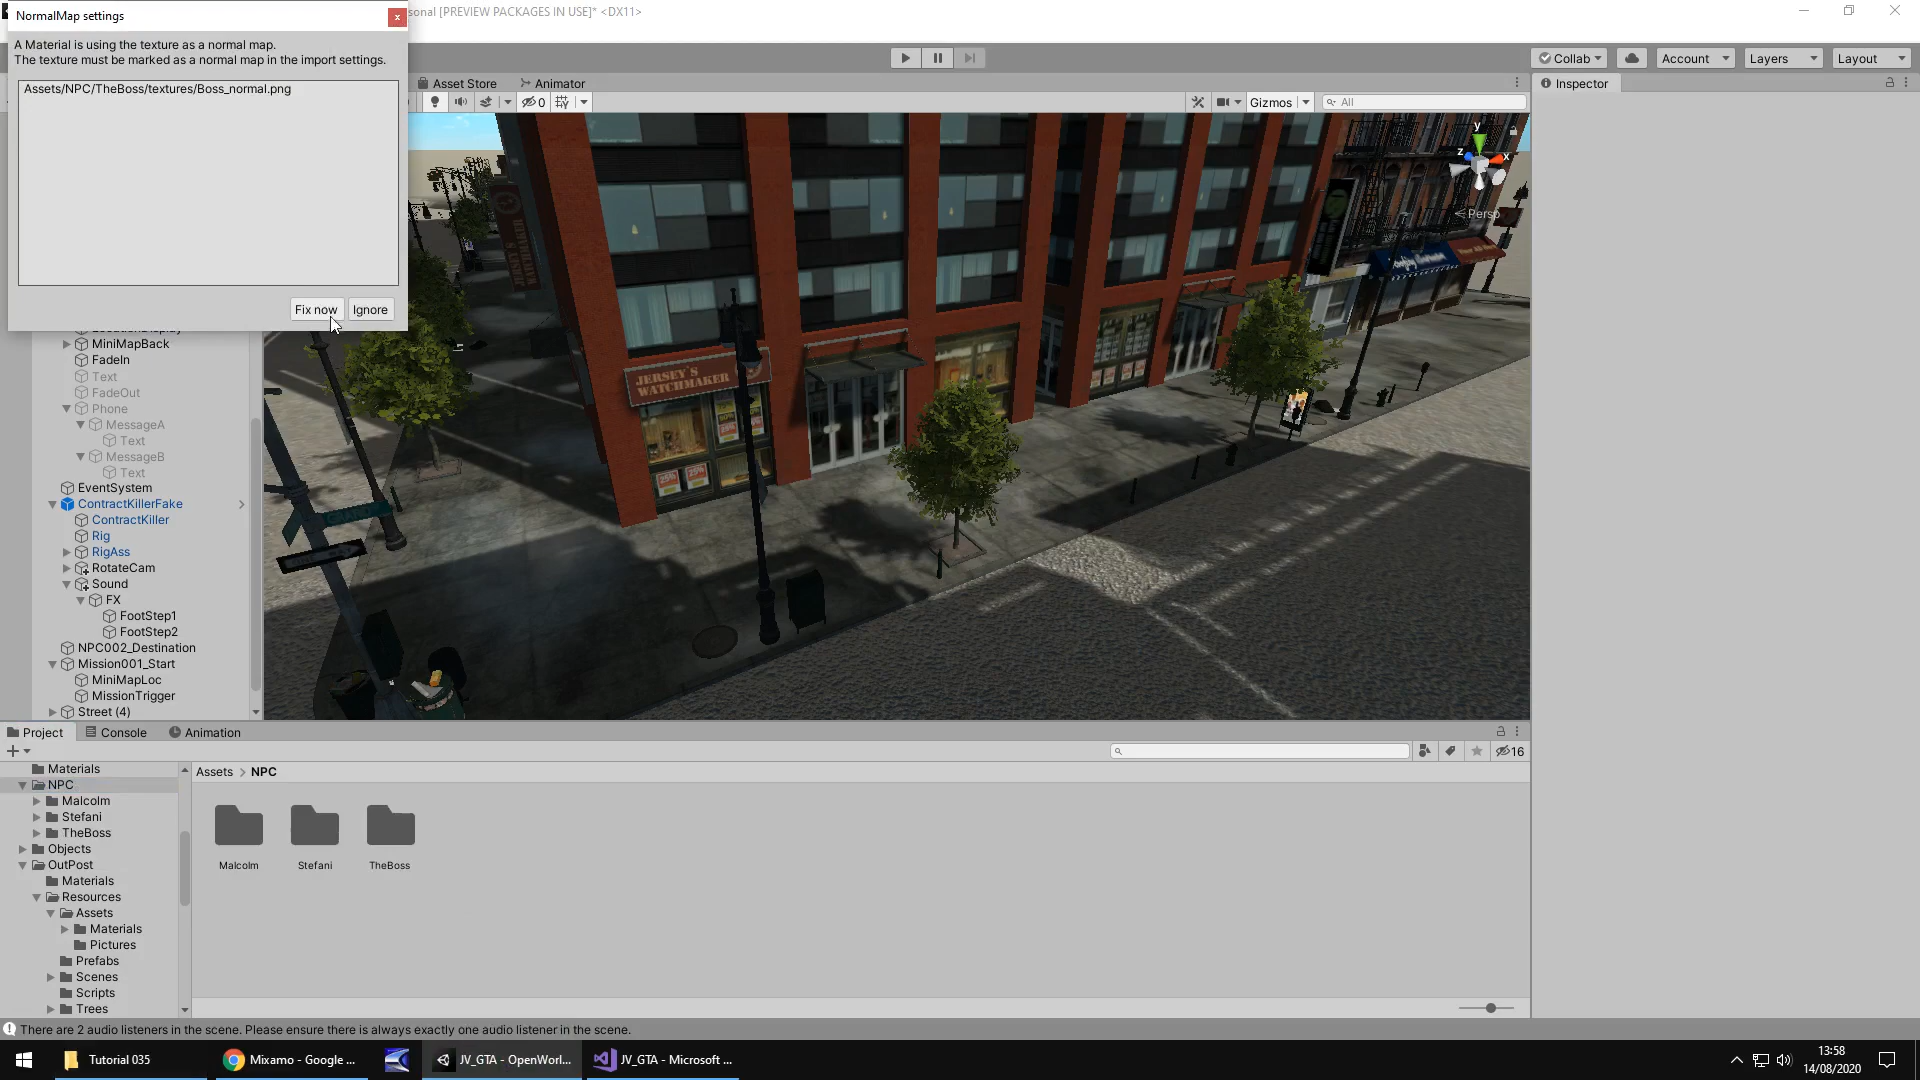 NormalMap settings
x
sonal [PREVIEW PACKAGES IN USE]* <DX11>
A Material is using the texture as a normal map.
The texture must be marked as a normal map in the import settings.
Assets/NPC/TheBoss/textures/Boss_normal.png
Fix now
Ignore
Collab
Account
Layers
Layout
Asset Store
Animator
Inspector
0
Gizmos
All
y
z
x
Persp
JERSEY'S
WATCHMAKER
MiniMapBack
FadeIn
Text
FadeOut
Phone
MessageA
Text
MessageB
Text
EventSystem
ContractKillerFake
ContractKiller
Rig
RigAss
RotateCam
Sound
FX
FootStep1
FootStep2
NPC002_Destination
Mission001_Start
MiniMapLoc
MissionTrigger
Street (4)
Project
Console
Animation
16
Materials
NPC
Malcolm
Stefani
TheBoss
Objects
OutPost
Materials
Resources
Assets
Materials
Pictures
Prefabs
Scenes
Scripts
Trees
Assets > NPC
Malcolm
Stefani
TheBoss
There are 2 audio listeners in the scene. Please ensure there is always exactly one audio listener in the scene.
Tutorial 035
Mixamo - Google ...
JV_GTA - OpenWorl...
JV_GTA - Microsoft ...
13:58
14/08/2020